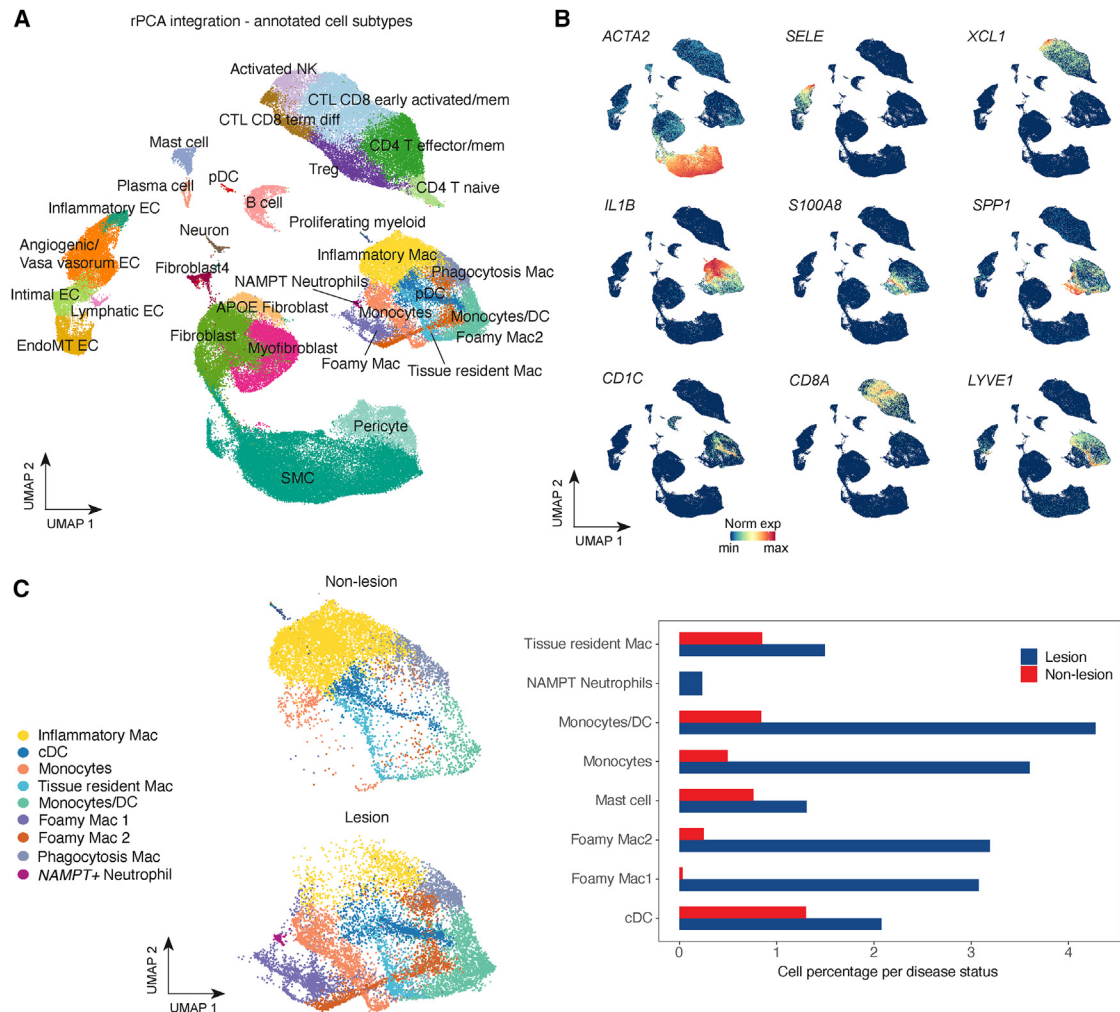 A
rPCA integration - annotated cell subtypes
Activated NK
CTL CD8 early activated/mem
CTL CD8 term diff
CD4 T effector/mem
Treg
CD4 T naive
Mast cell
Plasma cell
pDC
B cell
Inflammatory EC
Angiogenic/
Vasa vasorum EC
Intimal EC
Lymphatic EC
EndoMT EC
Neuron
Fibroblast4
Proliferating myeloid
Inflammatory Mac
Phagocytosis Mac
NAMPT Neutrophils
pDC
APOE Fibroblast
Monocytes
Monocytes/DC
Fibroblast
Myofibroblast
Foamy Mac2
Foamy Mac
Tissue resident Mac
Pericyte
SMC
UMAP 2
UMAP 1
B
ACTA2
SELE
XCL1
IL1B
S100A8
SPP1
CD1C
CD8A
LYVE1
UMAP 2
UMAP 1
Norm exp
min max
C
Non-lesion
Inflammatory Mac
cDC
Monocytes
Tissue resident Mac
Monocytes/DC
Foamy Mac 1
Foamy Mac 2
Phagocytosis Mac
NAMPT+ Neutrophil
Lesion
UMAP 2
UMAP 1
Tissue resident Mac
NAMPT Neutrophils
Monocytes/DC
Monocytes
Mast cell
Foamy Mac2
Foamy Mac1
cDC
Lesion
Non-lesion
0 1 2 3 4
Cell percentage per disease status